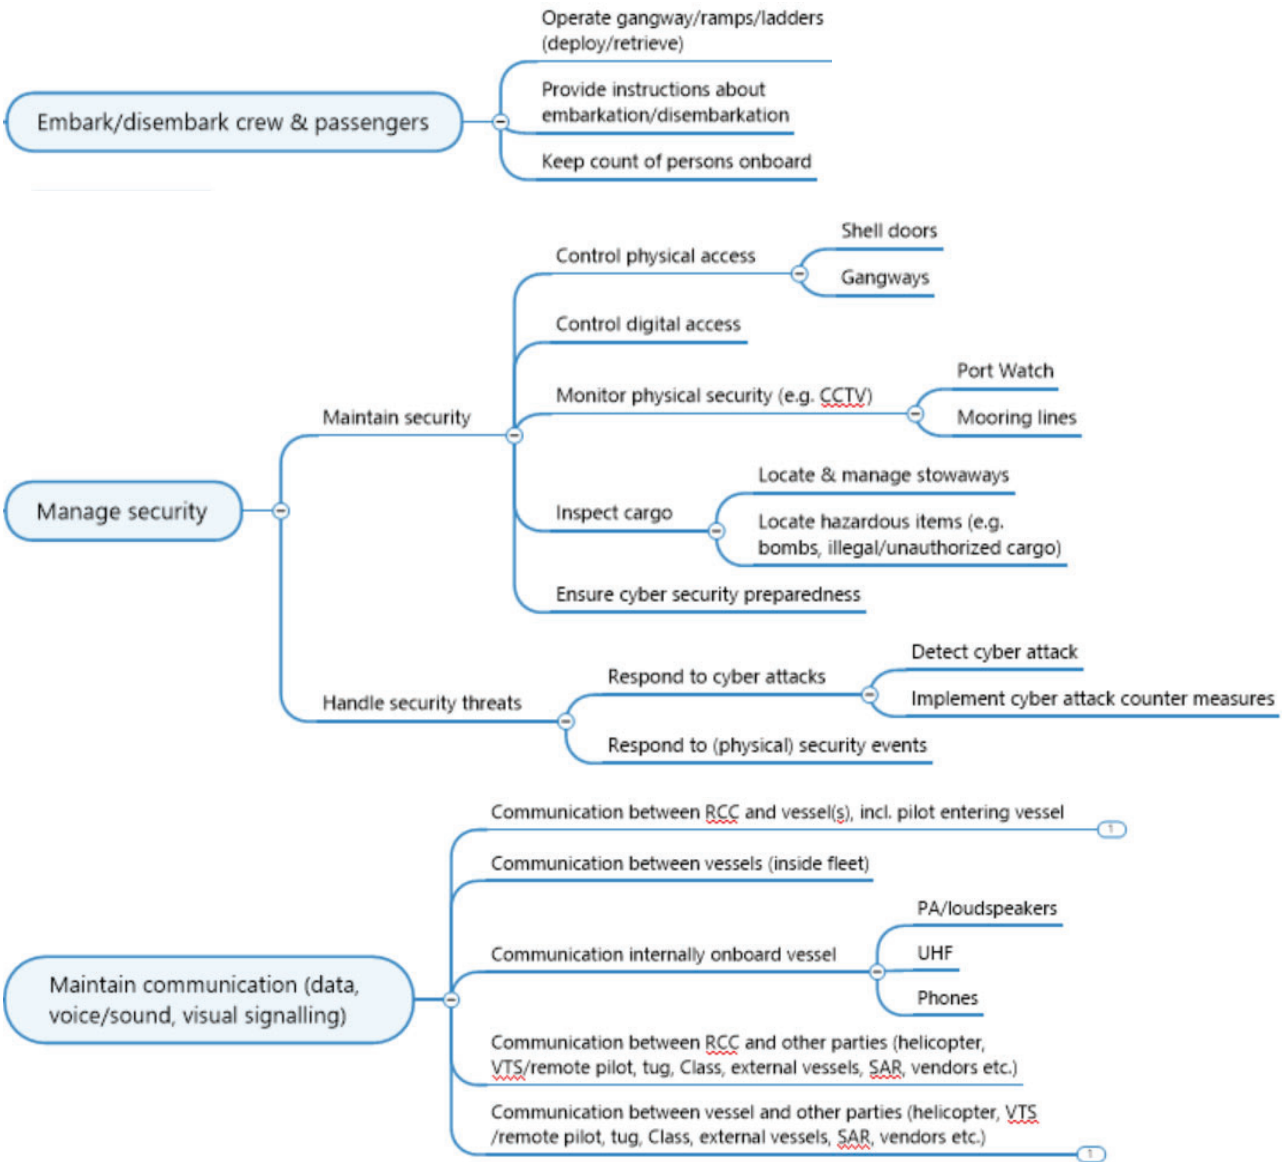 Operate gangway/ramps/ladders
(deploy/retrieve)
Embark/disembark crew & passengers
Provide instructions about
embarkation/disembarkation
Keep count of persons onboard
Manage security
Maintain security
Control physical access
Shell doors
Gangways
Control digital access
Monitor physical security (e.g. CCTV)
Port Watch
Mooring lines
Inspect cargo
Locate & manage stowaways
Locate hazardous items (e.g.
bombs, illegal/unauthorized cargo)
Ensure cyber security preparedness
Handle security threats
Respond to cyber attacks
Detect cyber attack
Implement cyber attack counter measures
Respond to (physical) security events
Maintain communication (data,
voice/sound, visual signalling)
Communication between RCC and vessel(s), incl. pilot entering vessel
1
Communication between vessels (inside fleet)
Communication internally onboard vessel
PA/loudspeakers
UHF
Phones
Communication between RCC and other parties (helicopter,
VTS/remote pilot, tug, Class, external vessels, SAR, vendors etc.)
Communication between vessel and other parties (helicopter, VTS
/remote pilot, tug, Class, external vessels, SAR, vendors etc.)
1